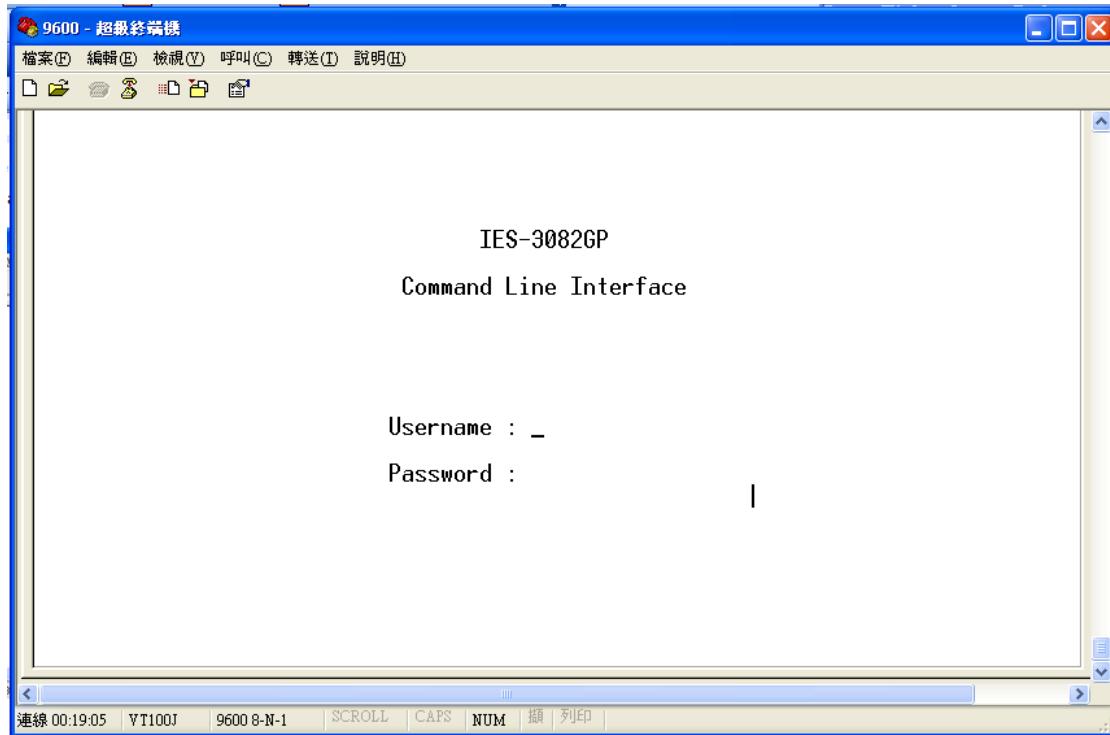 9600 - 超級終端機
檔案(F) 編輯(E) 檢視(V) 呼叫(C) 轉送(T) 說明(H)
IES-3082GP
Command Line Interface
Username : _
Password :
連線 00:19:05 VT100J 9600 8-N-1 SCROLL CAPS NUM 擷 列印